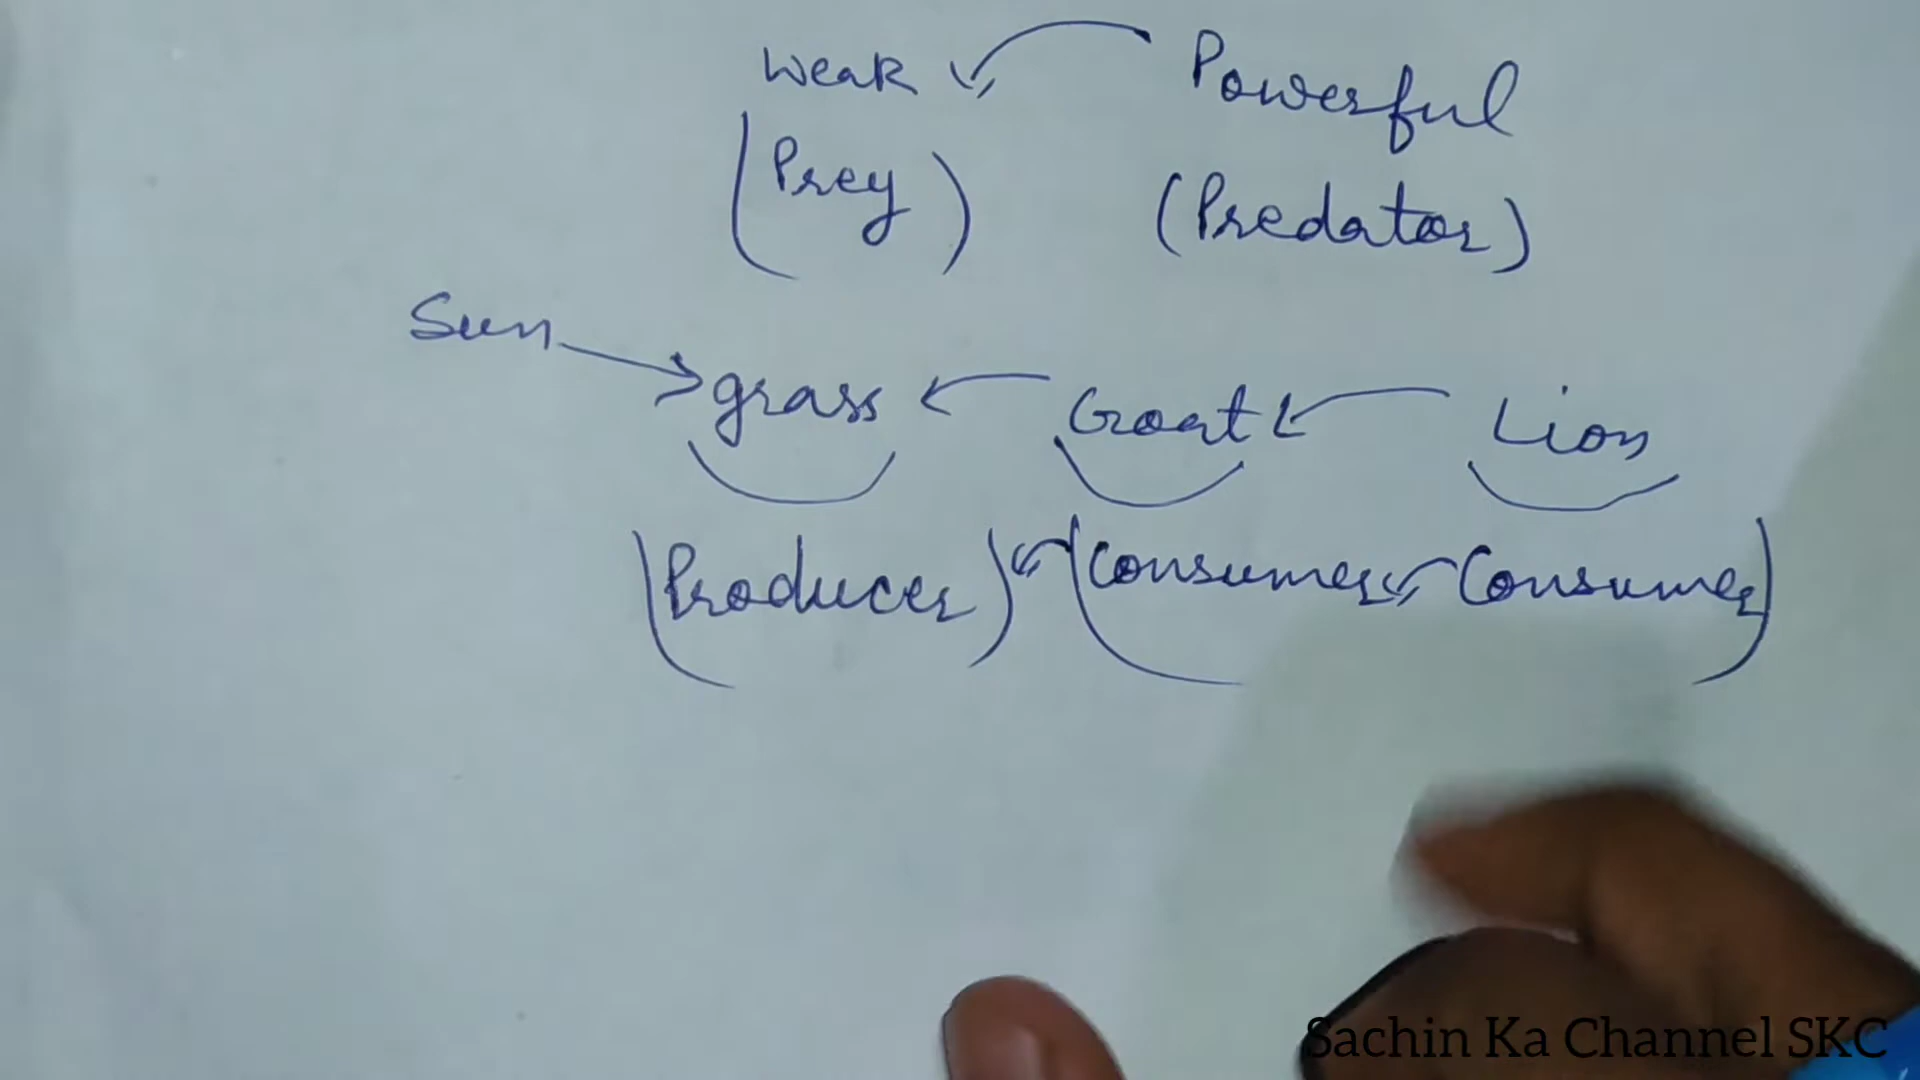 Weak Powerful
(Prey) (Predator)
Sun
grass Goat Lion
(Producer) (Consumer Consumer)
Sachin Ka Channel SKC